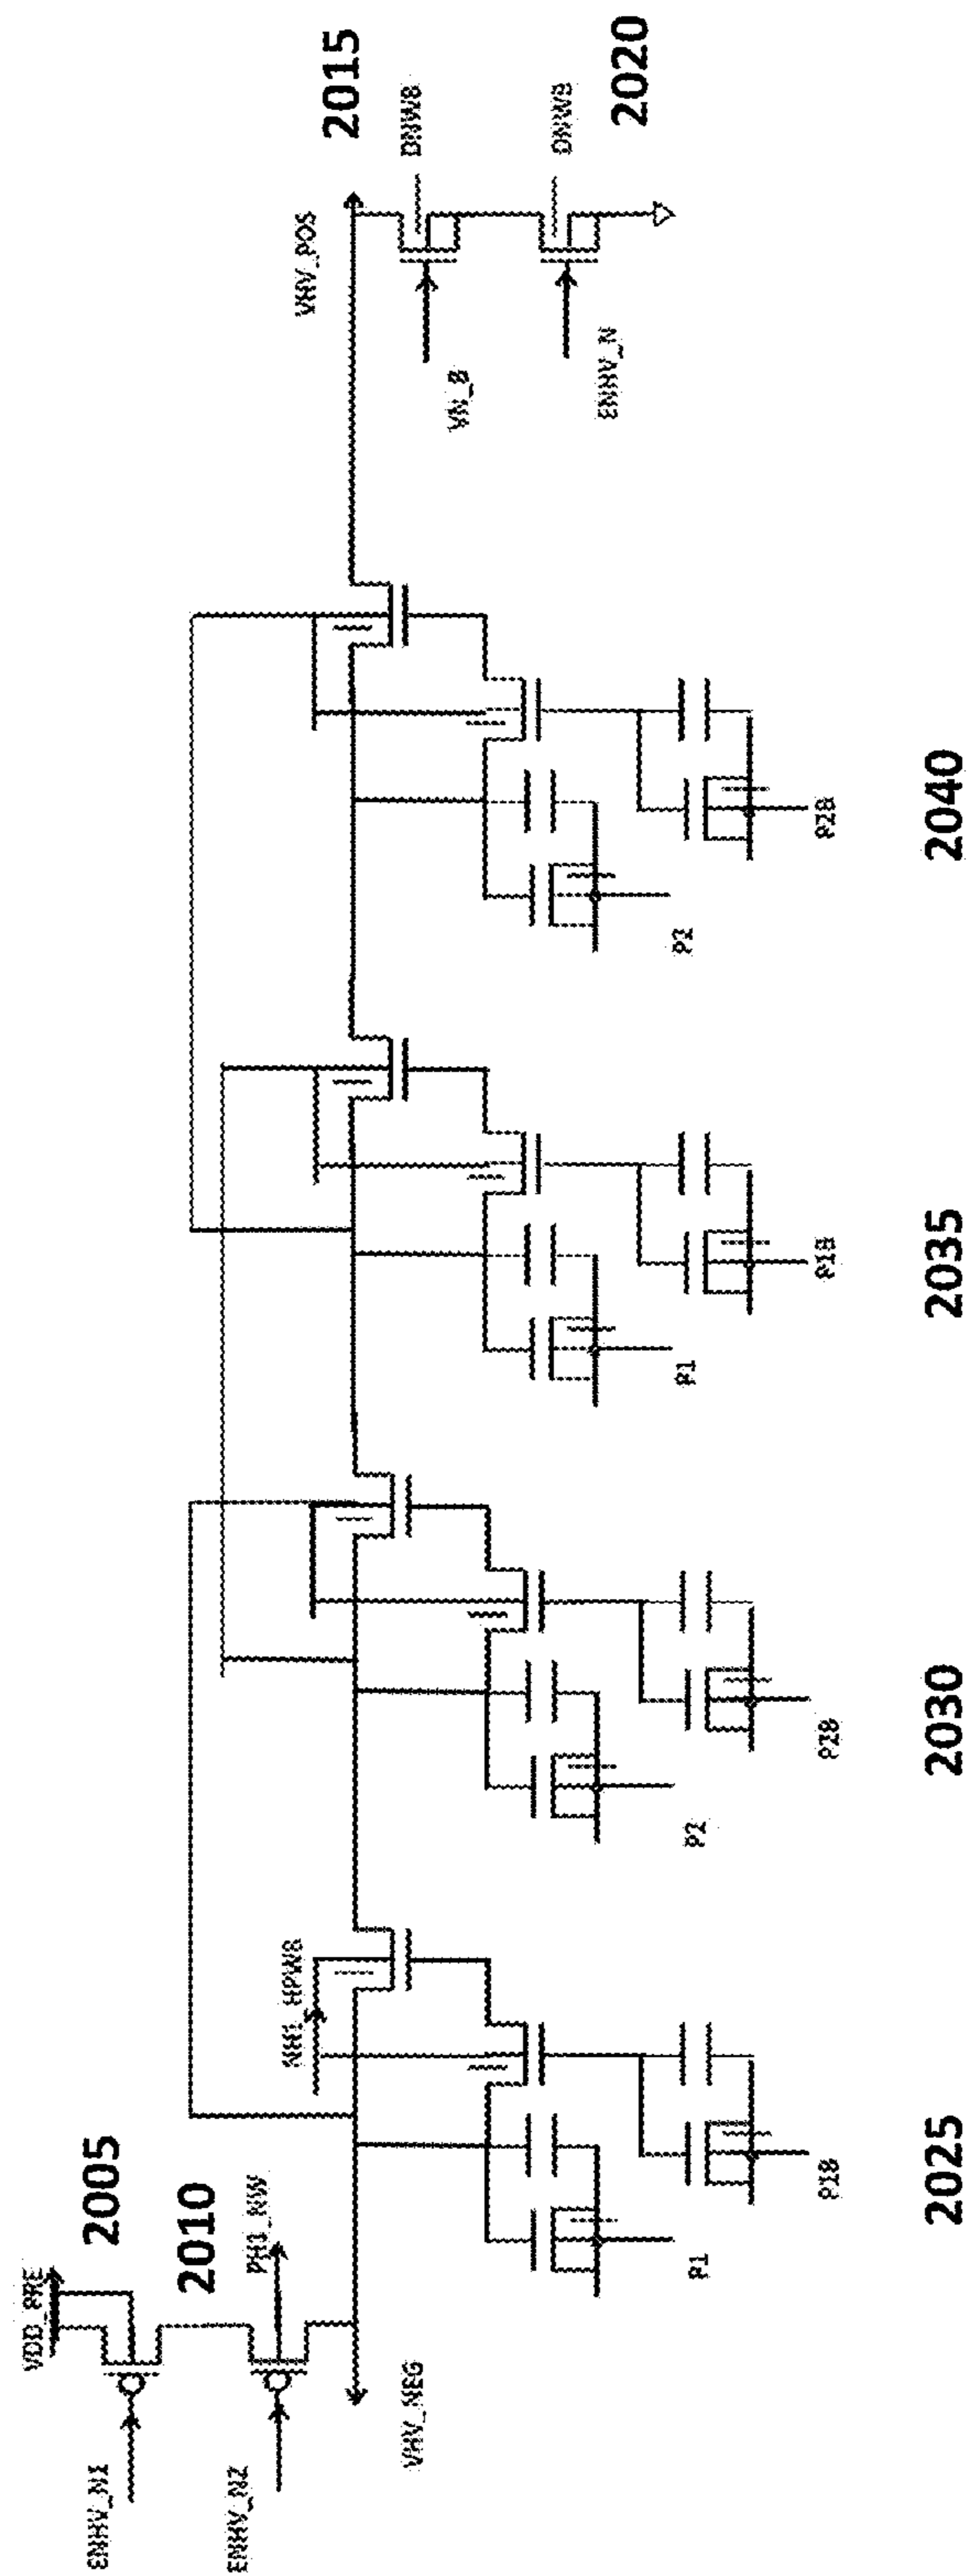 ENHV_N1
VDD_PRE
2005
ENHV_N2
2010
PH1_NW
VHV_NEG
NH1_HPWB
P1
P1B
2025
P2
P2B
2030
P1
P1B
2035
P2
P2B
2040
VHV_POS
2015
DNWB
VN_B
ENHV_N
DNWB
2020